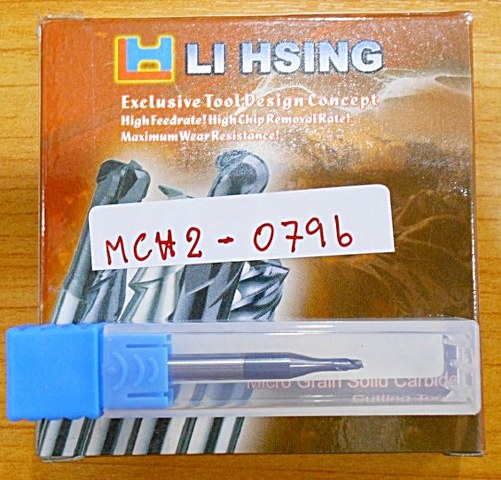 LI HSING
Exclusive Tool Design Concept
High Feedrate! High Chip Removal Rate!
Maximum Wear Resistance!
MCH2-0796
Micro Grain Solid Carbide
Cutting Tool